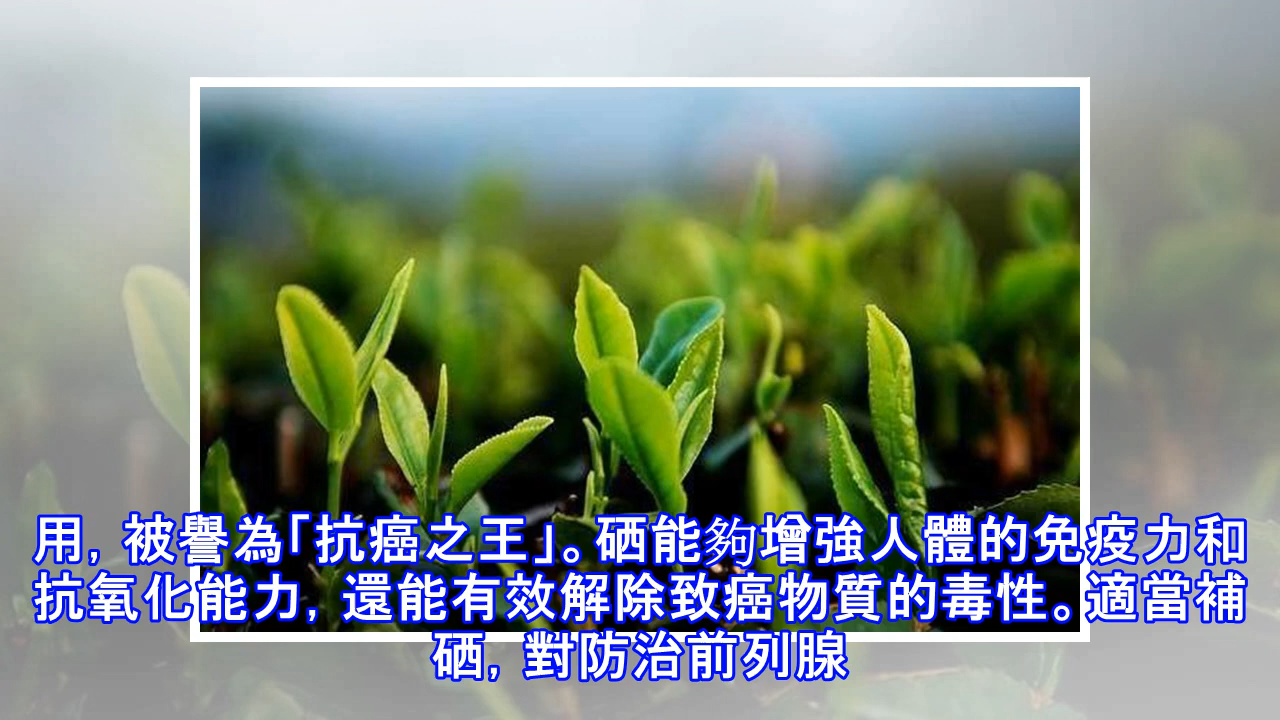 用, 被譽為「抗癌之王」。硒能夠增強人體的免疫力和
抗氧化能力, 還能有效解除致癌物質的毒性。適當補
硒, 對防治前列腺